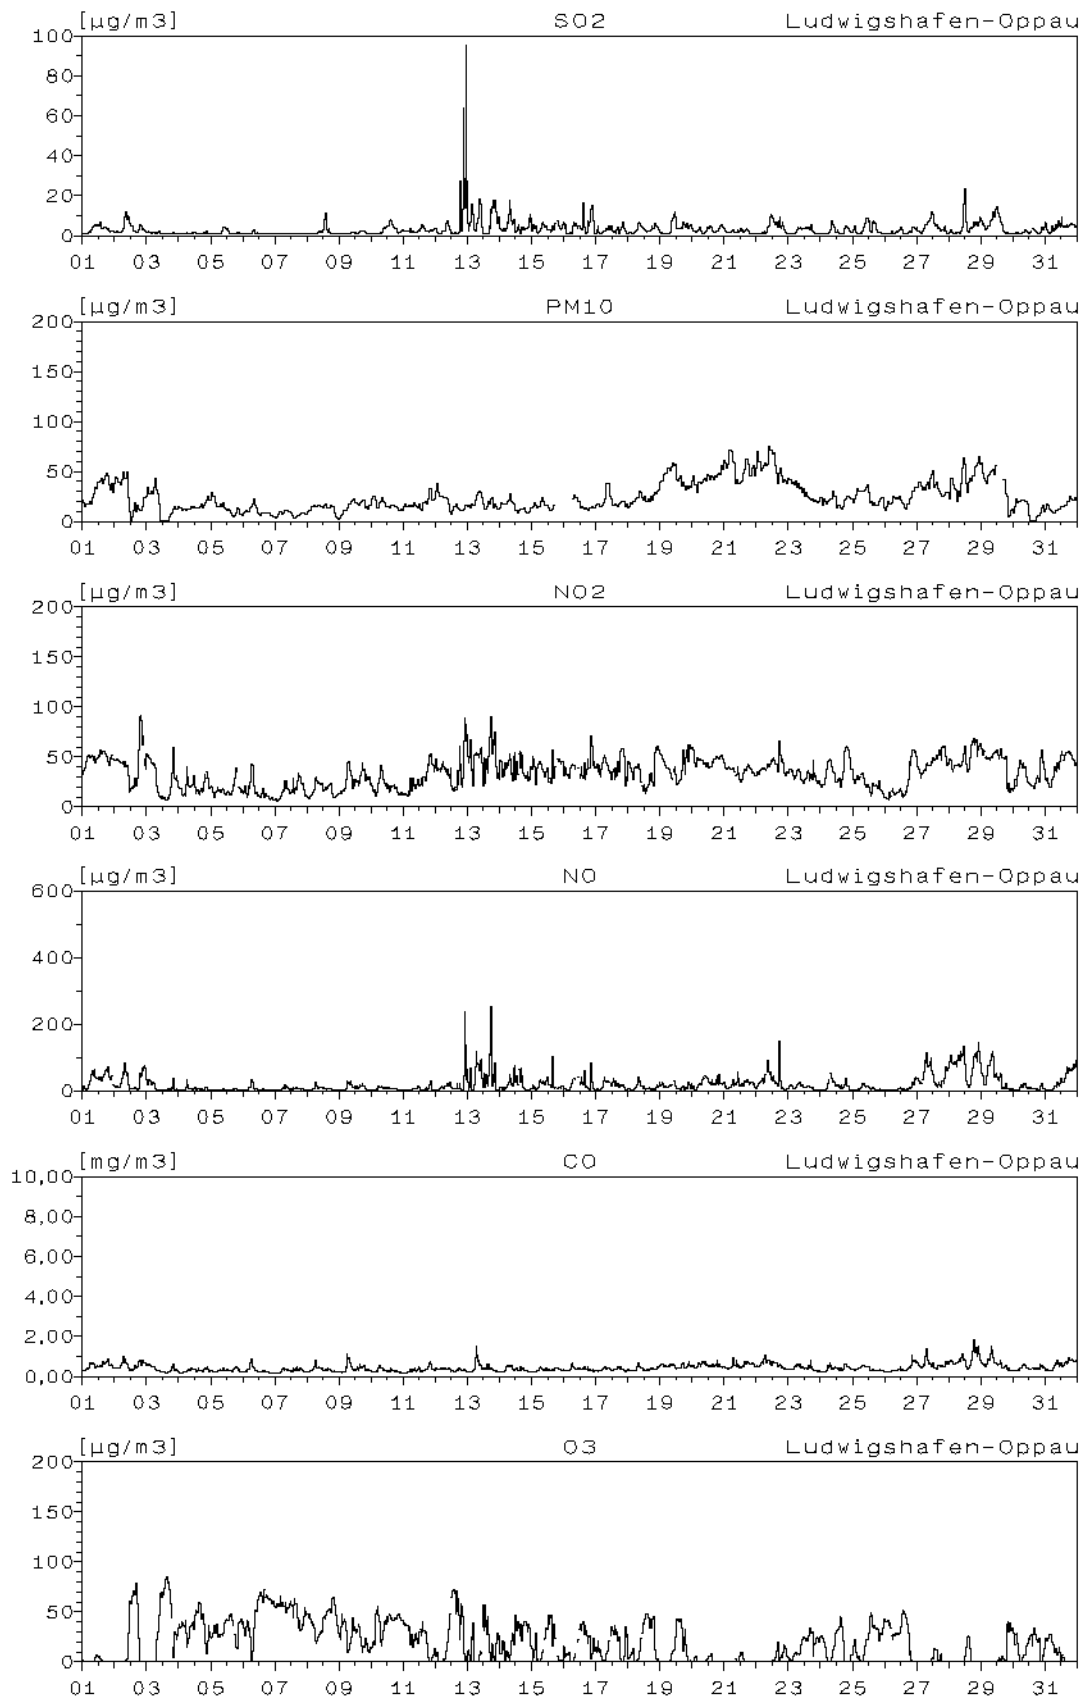 [µg/m3] SO2 Ludwigshafen-Oppau
100
80
60
40
20
0
01 03 05 07 09 11 13 15 17 19 21 23 25 27 29 31
[µg/m3] PM10 Ludwigshafen-Oppau
200
150
100
50
0
01 03 05 07 09 11 13 15 17 19 21 23 25 27 29 31
[µg/m3] NO2 Ludwigshafen-Oppau
200
150
100
50
0
01 03 05 07 09 11 13 15 17 19 21 23 25 27 29 31
[µg/m3] NO Ludwigshafen-Oppau
600
400
200
0
01 03 05 07 09 11 13 15 17 19 21 23 25 27 29 31
[mg/m3] CO Ludwigshafen-Oppau
10,00
8,00
6,00
4,00
2,00
0,00
01 03 05 07 09 11 13 15 17 19 21 23 25 27 29 31
[µg/m3] O3 Ludwigshafen-Oppau
200
150
100
50
0
01 03 05 07 09 11 13 15 17 19 21 23 25 27 29 31